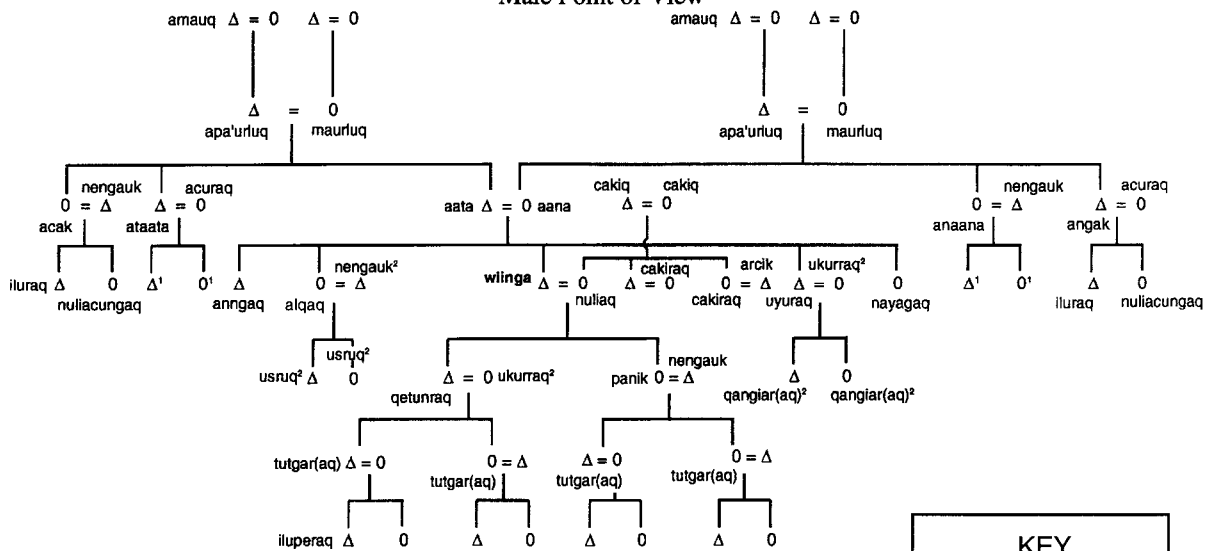 Male Point of View
amauq Δ = 0 Δ = 0 amauq Δ = 0 Δ = 0
Δ = 0 Δ = 0
apa'urluq maurluq apa'urluq maurluq
nengauk acuraq cakiq cakiq nengauk acuraq
0 = Δ Δ = 0 aata Δ = 0 aana Δ = 0 0 = Δ Δ = 0
acak ataata anaana angak
nengauk² cakiraq arcik ukurraq²
iluraq Δ 0 Δ¹ 0¹ Δ 0 = Δ wiinga Δ = 0 Δ = 0 0 = Δ Δ = 0 0 Δ¹ 0¹ Δ 0
nuliacungaq anngaq alqaq nuliaq cakiraq uyuraq nayagaq iluraq nuliacungaq
usruq²
usruq² Δ 0 Δ = 0 ukurraq² panik 0 = Δ nengauk Δ 0
qetunraq qangiar(aq)² qangiar(aq)²
tutgar(aq) Δ = 0 0 = Δ Δ = 0 0 = Δ
tutgar(aq) tutgar(aq) tutgar(aq)
iluperaq Δ 0 Δ 0 Δ 0 Δ 0
KEY